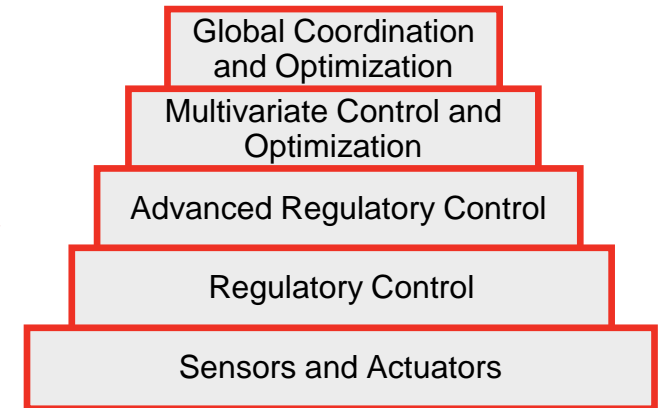 Global Coordination
and Optimization
Multivariate Control and
Optimization
Advanced Regulatory Control
Regulatory Control
Sensors and Actuators